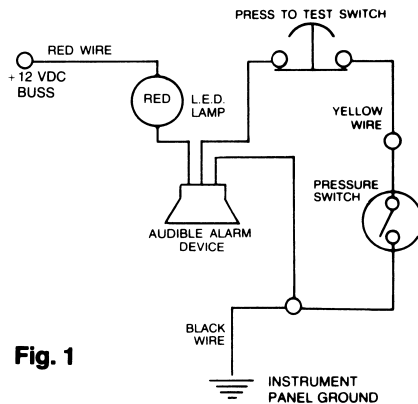 PRESS TO TEST SWITCH
RED WIRE
+ 12 VDC
BUSS
RED
L.E.D.
LAMP
YELLOW
WIRE
PRESSURE
SWITCH
AUDIBLE ALARM
DEVICE
BLACK
WIRE
Fig. 1
INSTRUMENT
PANEL GROUND